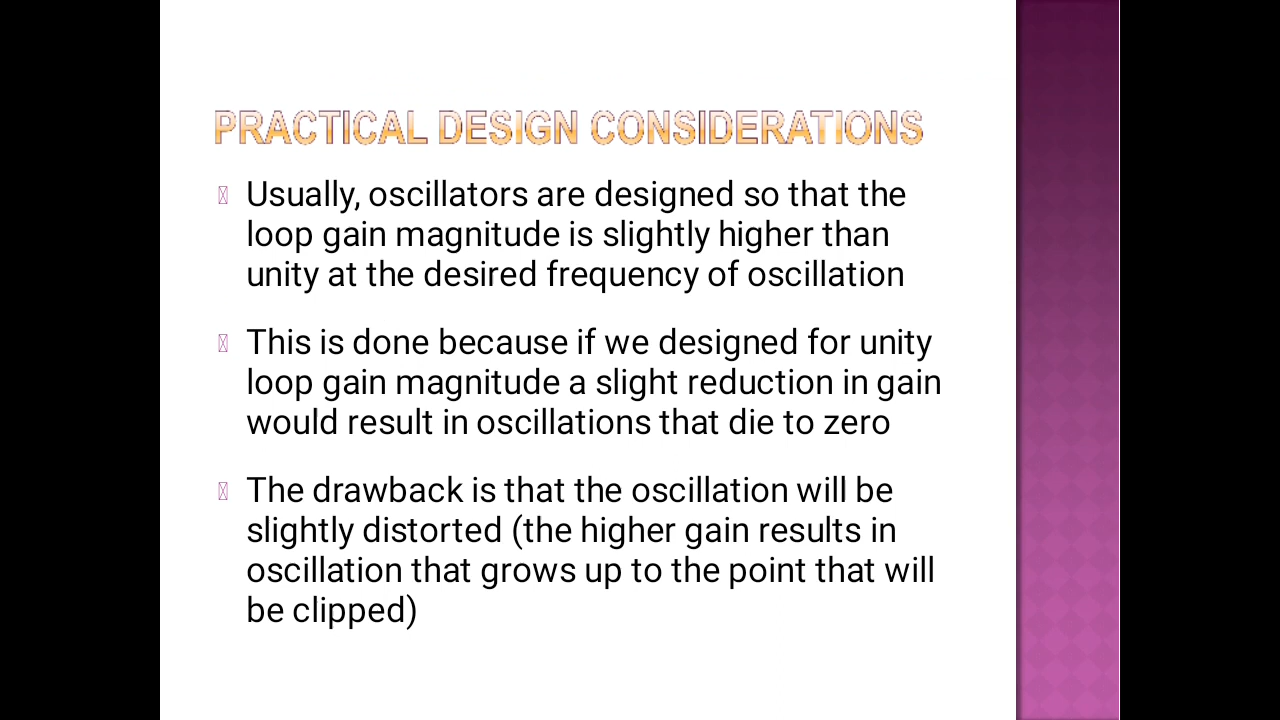 PRACTICAL DESIGN CONSIDERATIONS
Usually, oscillators are designed so that the
loop gain magnitude is slightly higher than
unity at the desired frequency of oscillation
This is done because if we designed for unity
loop gain magnitude a slight reduction in gain
would result in oscillations that die to zero
The drawback is that the oscillation will be
slightly distorted (the higher gain results in
oscillation that grows up to the point that will
be clipped)